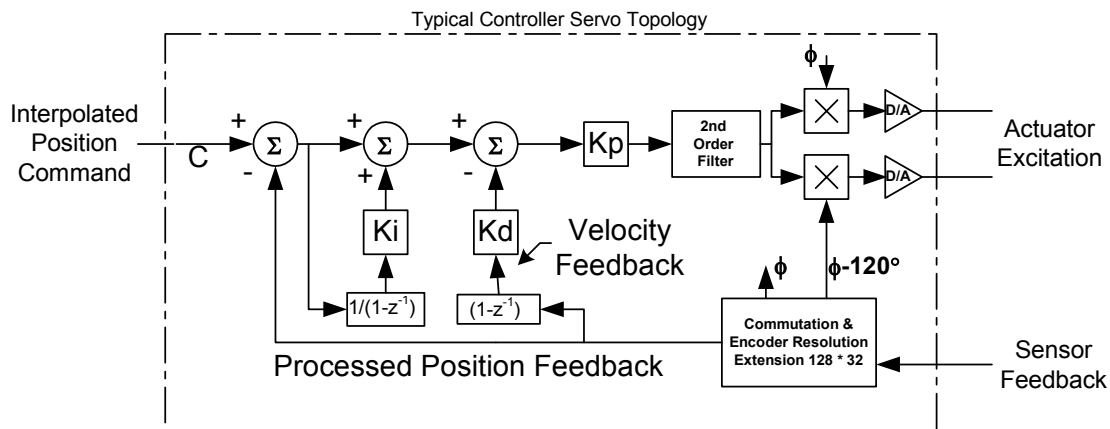 Typical Controller Servo Topology
Interpolated
Position
Command
C
+
-
Σ
+
+
Σ
+
-
Σ
Kp
2nd
Order
Filter
ϕ
×
D/A
×
D/A
Actuator
Excitation
Ki
Kd
Velocity
Feedback
1/(1-z⁻¹)
(1-z⁻¹)
ϕ
ϕ-120°
Commutation &
Encoder Resolution
Extension 128 * 32
Processed Position Feedback
Sensor
Feedback